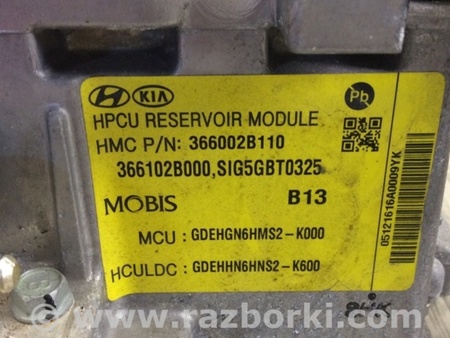 HYUNDAI KIA Pb
HPCU RESERVOIR MODULE
HMC P/N: 366002B110
366102B000,SIG5GBT0325
MOBIS B13
MCU : GDEHGN6HMS2-K000
HCULDC : GDEHHN6HNS2-K600
05121616A0009YK
www.razborki.com